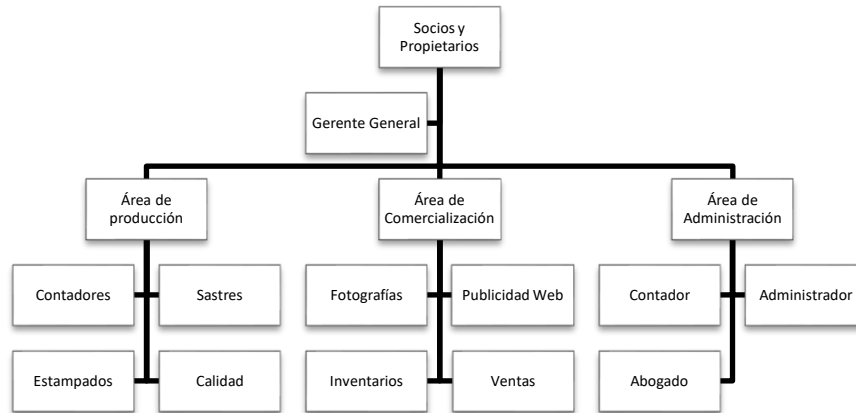 Socios y
Propietarios
Gerente General
Área de
producción
Área de
Comercialización
Área de
Administración
Contadores
Sastres
Fotografías
Publicidad Web
Contador
Administrador
Estampados
Calidad
Inventarios
Ventas
Abogado